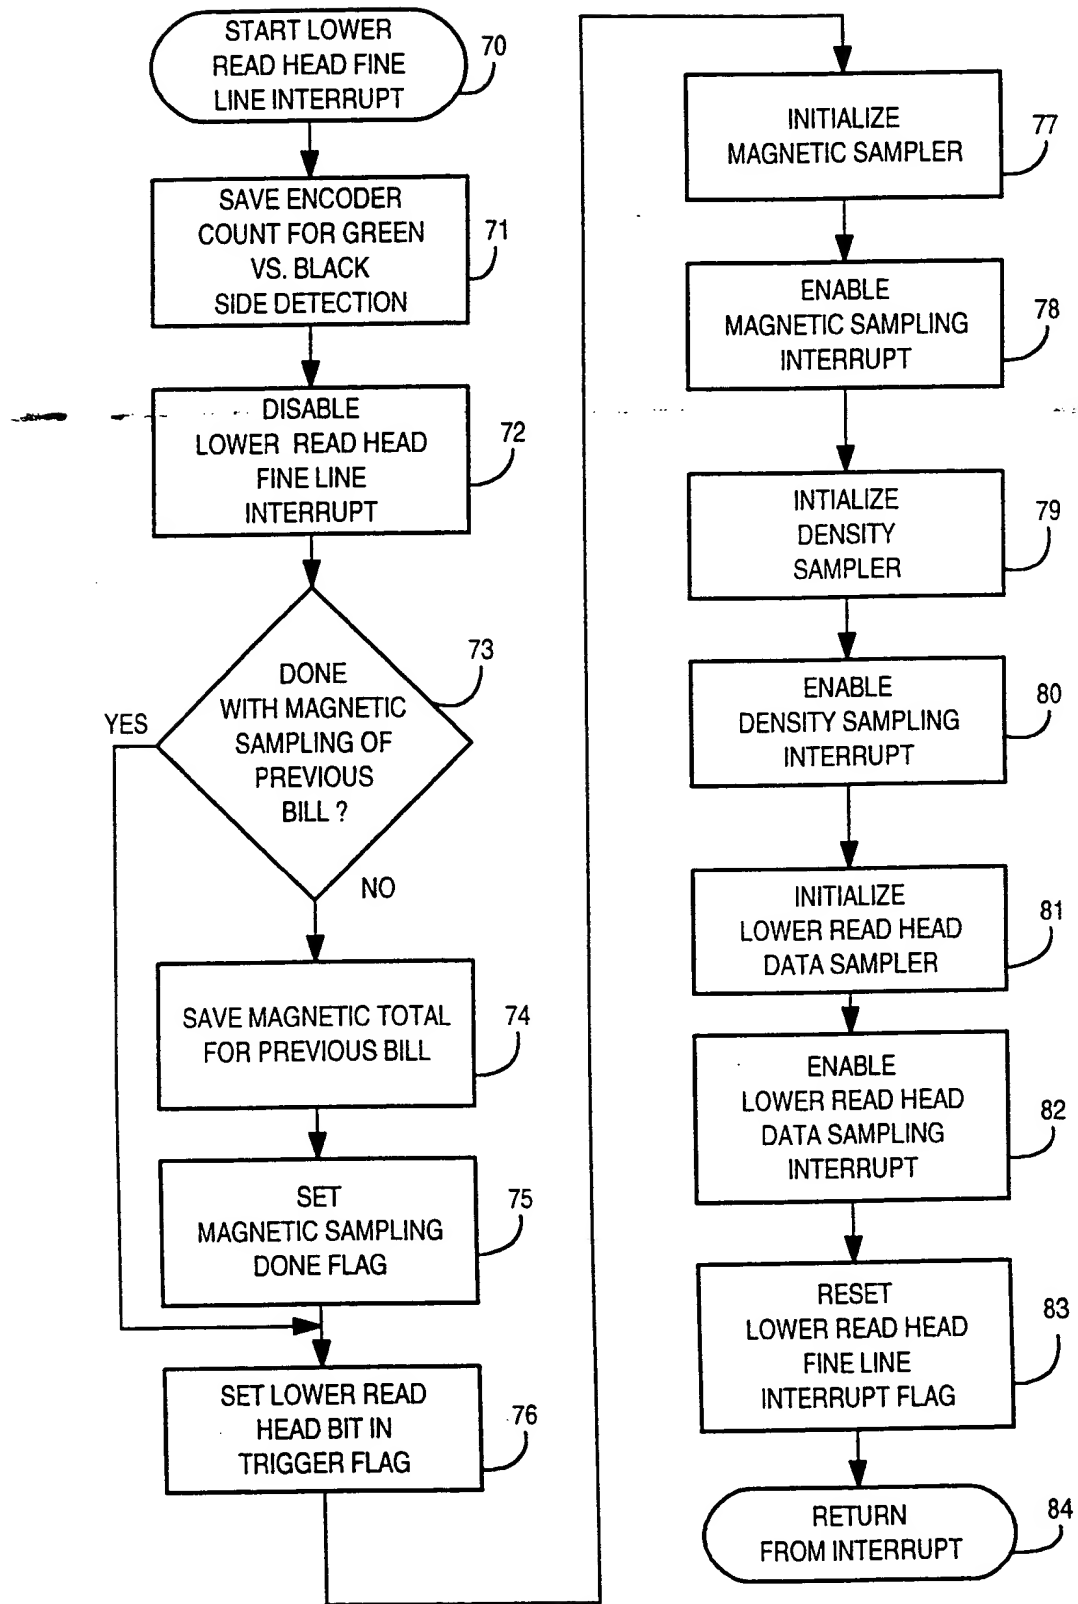 START LOWER
READ HEAD FINE
LINE INTERRUPT
70
SAVE ENCODER
COUNT FOR GREEN
VS. BLACK
SIDE DETECTION
71
DISABLE
LOWER READ HEAD
FINE LINE
INTERRUPT
72
DONE
WITH MAGNETIC
SAMPLING OF
PREVIOUS
BILL ?
73
YES
NO
SAVE MAGNETIC TOTAL
FOR PREVIOUS BILL
74
SET
MAGNETIC SAMPLING
DONE FLAG
75
SET LOWER READ
HEAD BIT IN
TRIGGER FLAG
76
INITIALIZE
MAGNETIC SAMPLER
77
ENABLE
MAGNETIC SAMPLING
INTERRUPT
78
INTIALIZE
DENSITY
SAMPLER
79
ENABLE
DENSITY SAMPLING
INTERRUPT
80
INITIALIZE
LOWER READ HEAD
DATA SAMPLER
81
ENABLE
LOWER READ HEAD
DATA SAMPLING
INTERRUPT
82
RESET
LOWER READ HEAD
FINE LINE
INTERRUPT FLAG
83
RETURN
FROM INTERRUPT
84